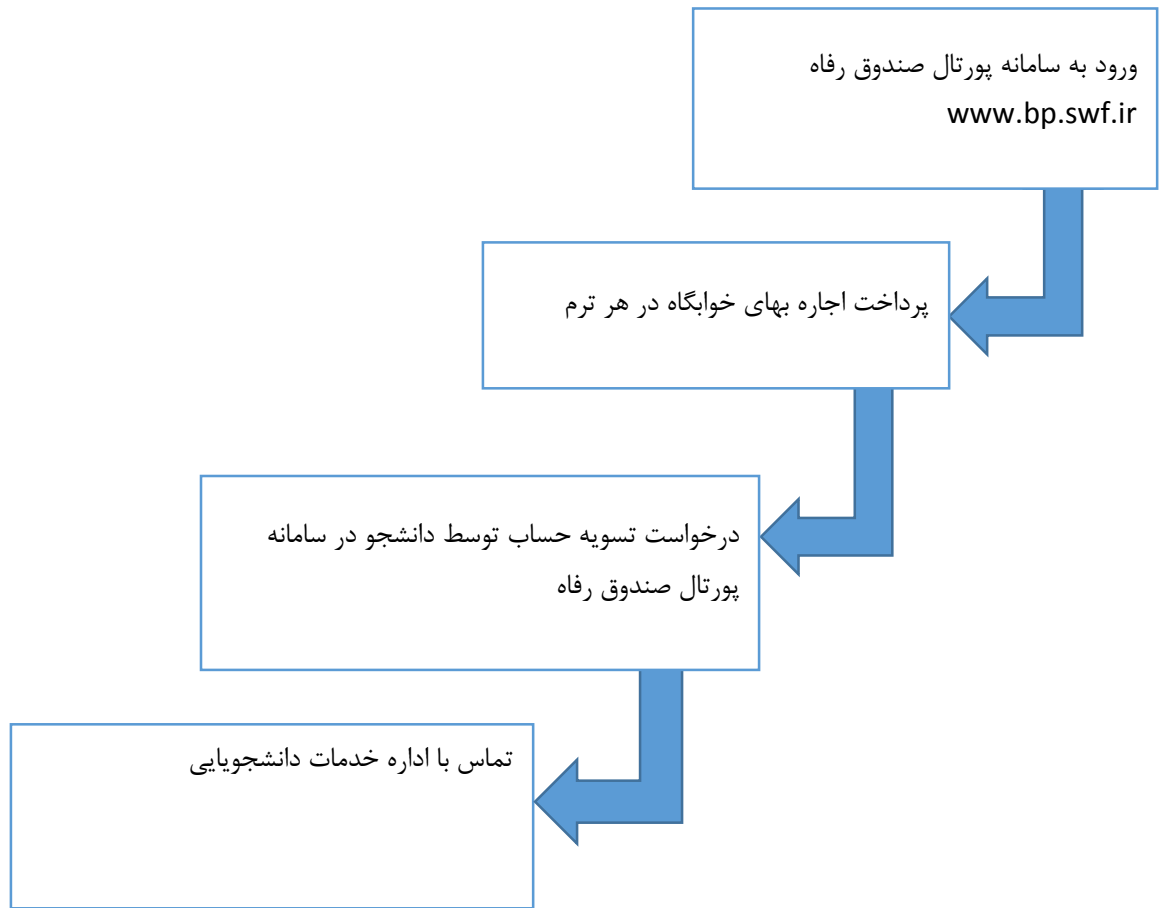 ورود به سامانه پورتال صندوق رفاه
www.bp.swf.ir
پرداخت اجاره بهای خوابگاه در هر ترم
درخواست تسویه حساب توسط دانشجو در سامانه
پورتال صندوق رفاه
تماس با اداره خدمات دانشجویایی